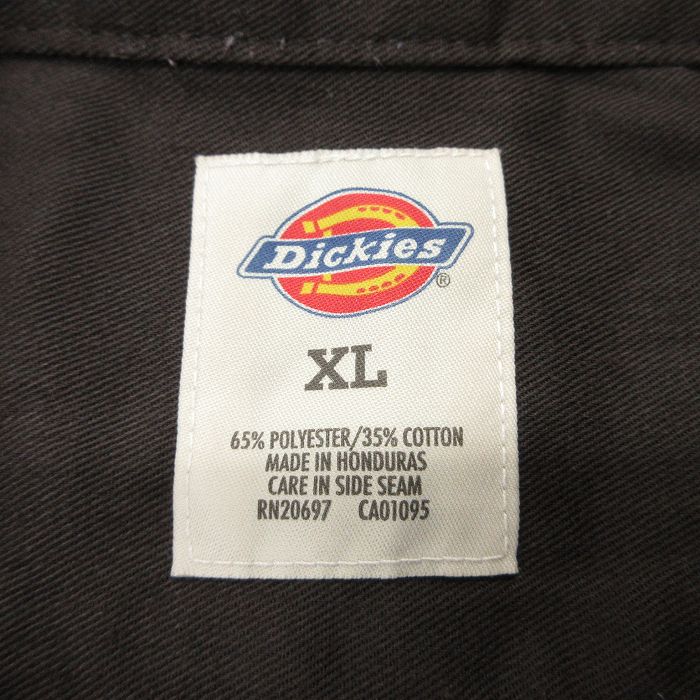 Dickies
®
XL
65% POLYESTER/35% COTTON
MADE IN HONDURAS
CARE IN SIDE SEAM
RN20697 CA01095